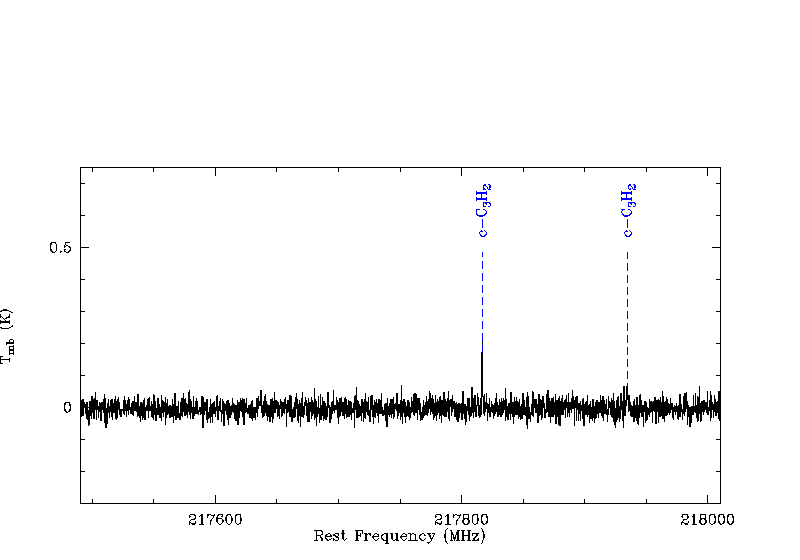 c-C3H2
c-C3H2
0.5
0
Tmb (K)
217600
217800
218000
Rest Frequency (MHz)